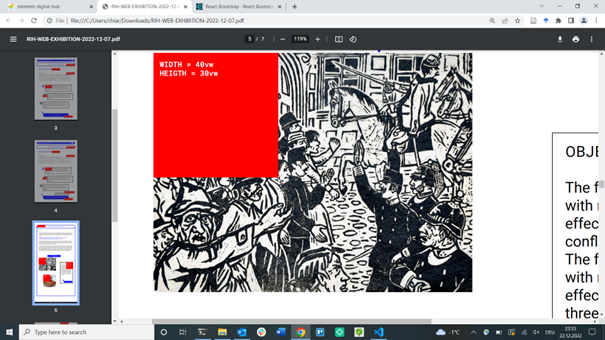 reinherit-digital-hub
RIH-WEB-EXHIBITION-2022-12-
React-Bootstrap · React-Bootstr
File | file:///C:/Users/chiac/Downloads/RIH-WEB-EXHIBITION-2022-12-07.pdf
RIH-WEB-EXHIBITION-2022-12-07.pdf
5 / 7
119%
WIDTH = 40vw
HEIGTH = 30vw
3
4
5
OBJE
The f
with r
effec
confl
The f
with r
effec
three
Type here to search
-1°C
DEU
23:33
22.12.2022